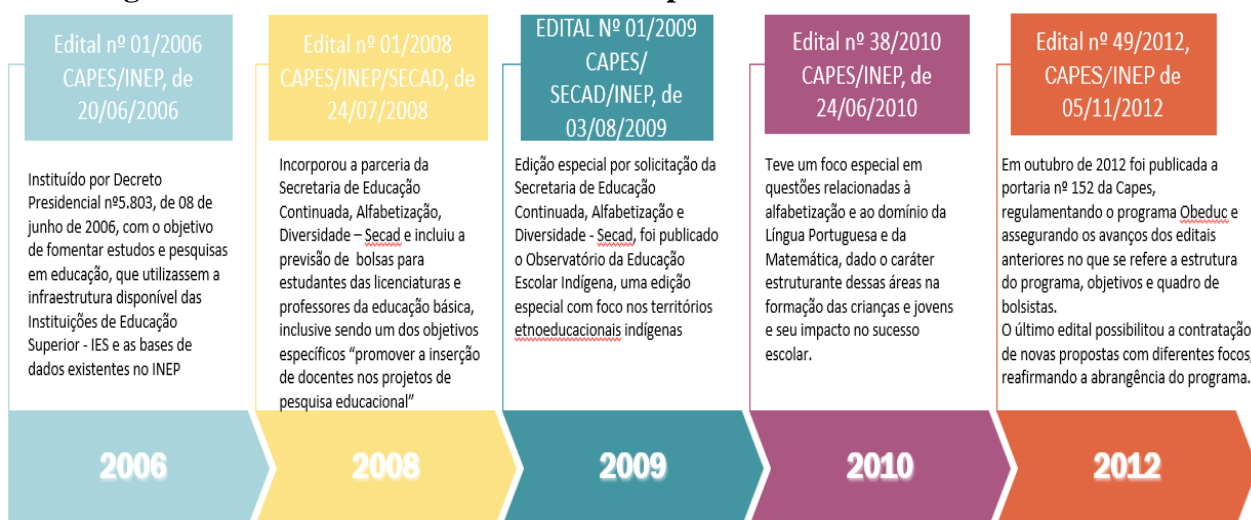 Edital nº 01/2006
CAPES/INEP, de
20/06/2006
Instituído por Decreto
Presidencial nº5.803, de 08 de
junho de 2006, com o objetivo
de fomentar estudos e pesquisas
em educação, que utilizassem a
infraestrutura disponível das
Instituições de Educação
Superior - IES e as bases de
dados existentes no INEP
2006
Edital nº 01/2008
CAPES/INEP/SECAD, de
24/07/2008
Incorporou a parceria da
Secretaria de Educação
Continuada, Alfabetização,
Diversidade – Secad e incluiu a
previsão de bolsas para
estudantes das licenciaturas e
professores da educação básica,
inclusive sendo um dos objetivos
específicos “promover a inserção
de docentes nos projetos de
pesquisa educacional”
2008
EDITAL Nº 01/2009
CAPES/
SECAD/INEP, de
03/08/2009
Edição especial por solicitação da
Secretaria de Educação
Continuada, Alfabetização e
Diversidade - Secad, foi publicado
o Observatório da Educação
Escolar Indígena, uma edição
especial com foco nos territórios
etnoeducacionais indígenas
2009
Edital nº 38/2010
CAPES/INEP, de
24/06/2010
Teve um foco especial em
questões relacionadas à
alfabetização e ao domínio da
Língua Portuguesa e da
Matemática, dado o caráter
estruturante dessas áreas na
formação das crianças e jovens
e seu impacto no sucesso
escolar.
2010
Edital nº 49/2012,
CAPES/INEP de
05/11/2012
Em outubro de 2012 foi publicada a
portaria nº 152 da Capes,
regulamentando o programa Obeduc e
assegurando os avanços dos editais
anteriores no que se refere a estrutura
do programa, objetivos e quadro de
bolsistas.
O último edital possibilitou a contratação
de novas propostas com diferentes focos,
reafirmando a abrangência do programa.
2012